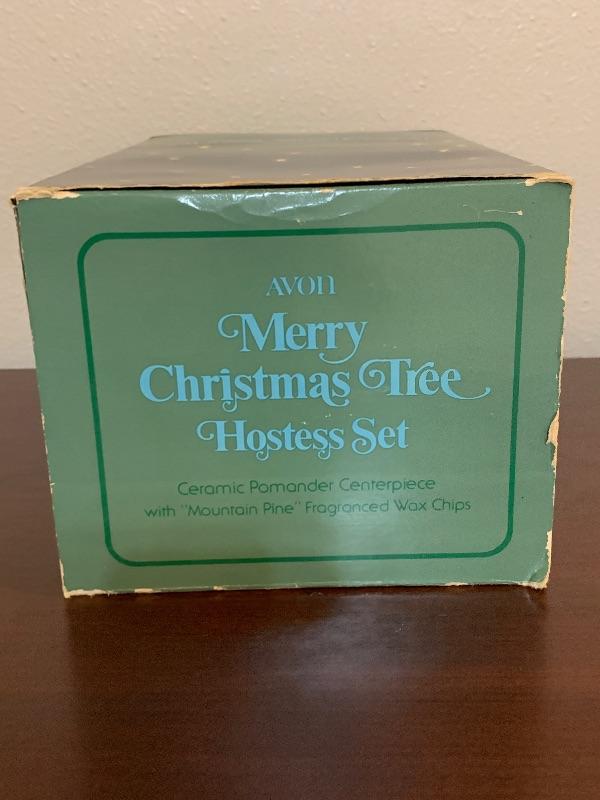 AVON
Merry
Christmas Tree
Hostess Set
Ceramic Pomander Centerpiece
with "Mountain Pine" Fragranced Wax Chips